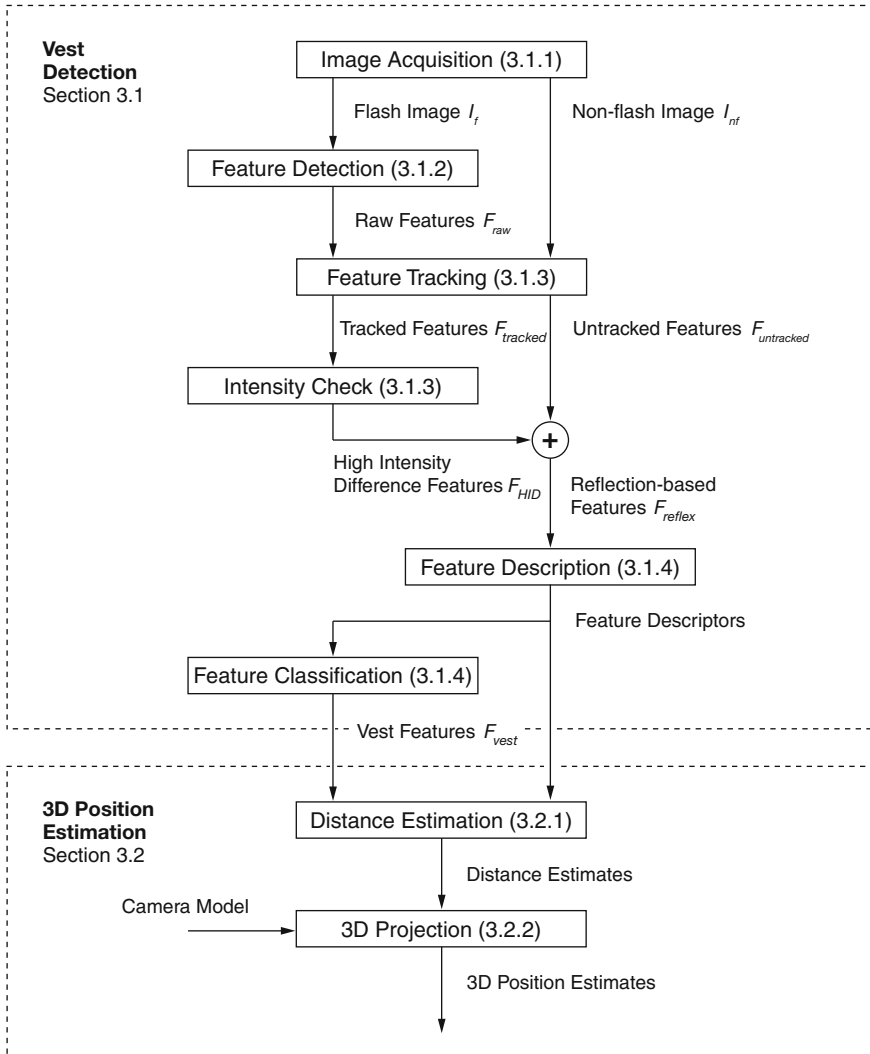 Vest
Detection
Section 3.1
Image Acquisition (3.1.1)
Flash Image I_f
Non-flash Image I_nf
Feature Detection (3.1.2)
Raw Features F_raw
Feature Tracking (3.1.3)
Tracked Features F_tracked
Untracked Features F_untracked
Intensity Check (3.1.3)
+
High Intensity
Difference Features F_HID
Reflection-based
Features F_reflex
Feature Description (3.1.4)
Feature Descriptors
Feature Classification (3.1.4)
Vest Features F_vest
3D Position
Estimation
Section 3.2
Distance Estimation (3.2.1)
Distance Estimates
Camera Model
3D Projection (3.2.2)
3D Position Estimates